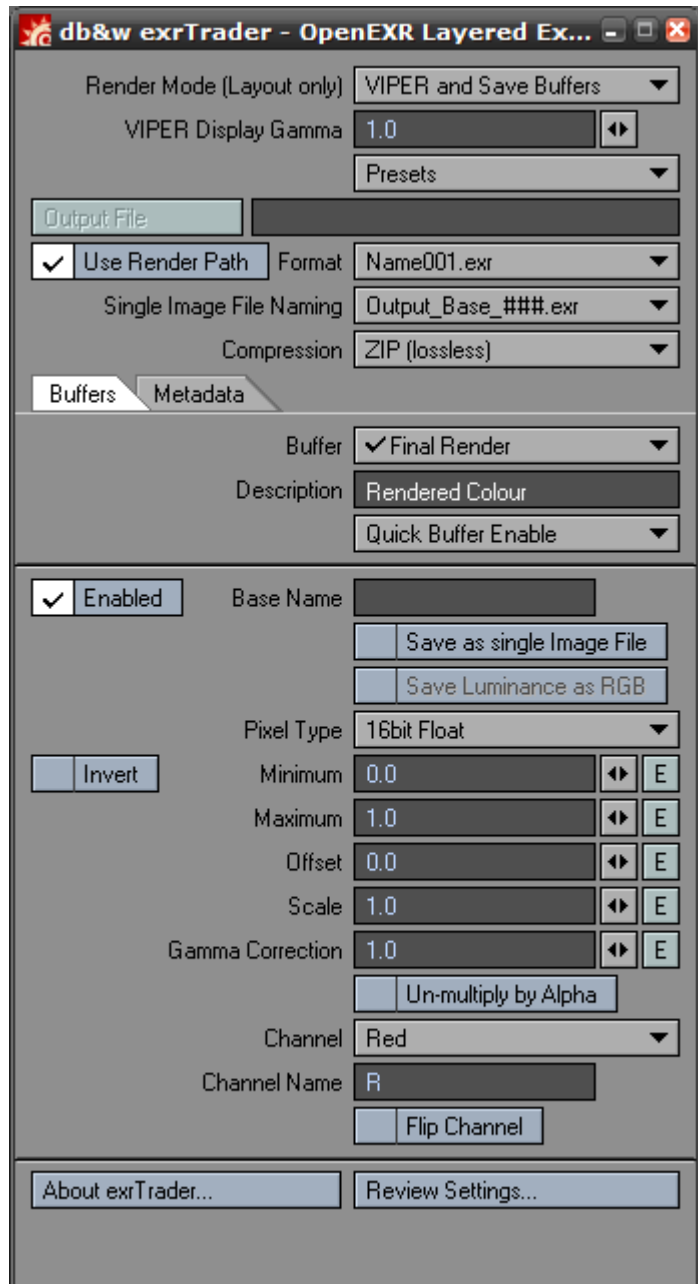 db&w exrTrader - OpenEXR Layered Ex...
Render Mode (Layout only) VIPER and Save Buffers
VIPER Display Gamma 1.0
Presets
Output File
Use Render Path Format Name001.exr
Single Image File Naming Output_Base_###.exr
Compression ZIP (lossless)
Buffers Metadata
Buffer Final Render
Description Rendered Colour
Quick Buffer Enable
Enabled Base Name
Save as single Image File
Save Luminance as RGB
Pixel Type 16bit Float
Invert Minimum 0.0 E
Maximum 1.0 E
Offset 0.0 E
Scale 1.0 E
Gamma Correction 1.0 E
Un-multiply by Alpha
Channel Red
Channel Name R
Flip Channel
About exrTrader... Review Settings...